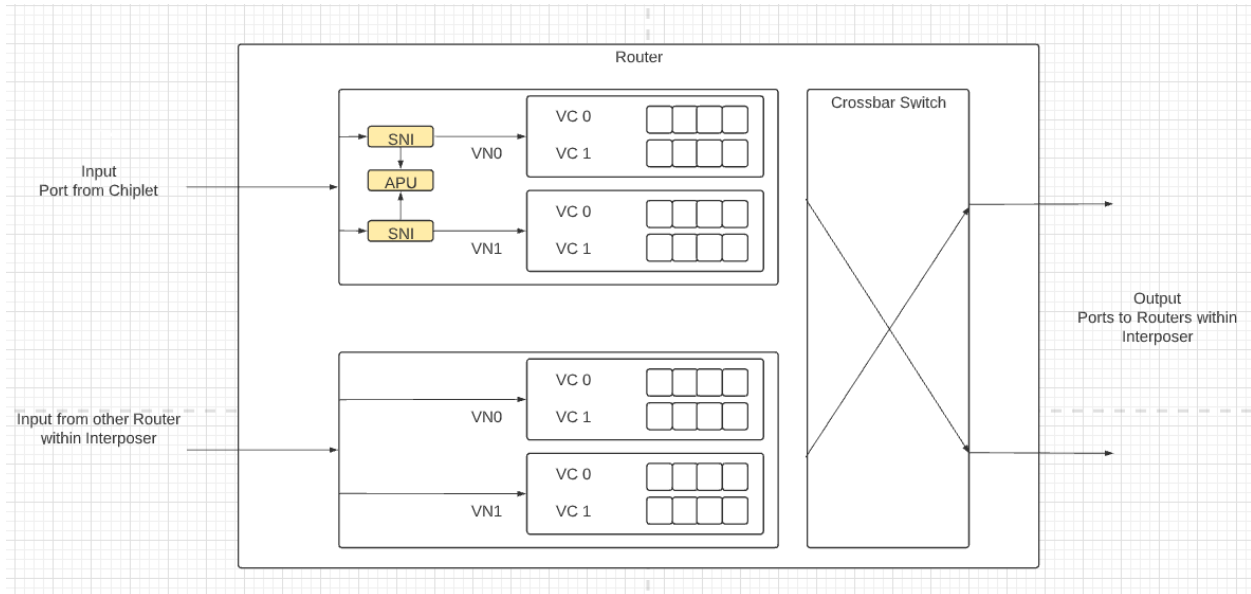 Router
Crossbar Switch
Input
Port from Chiplet
SNI
VN0
APU
SNI
VN1
VC 0
VC 1
VC 0
VC 1
Input from other Router
within Interposer
VN0
VN1
VC 0
VC 1
VC 0
VC 1
Output
Ports to Routers within
Interposer